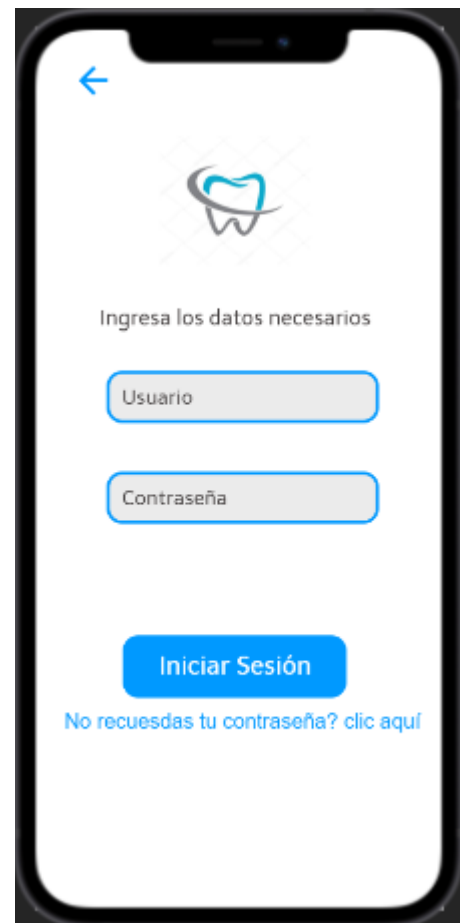 Ingresa los datos necesarios
Usuario
Contraseña
Iniciar Sesión
No recuesdas tu contraseña? clic aquí